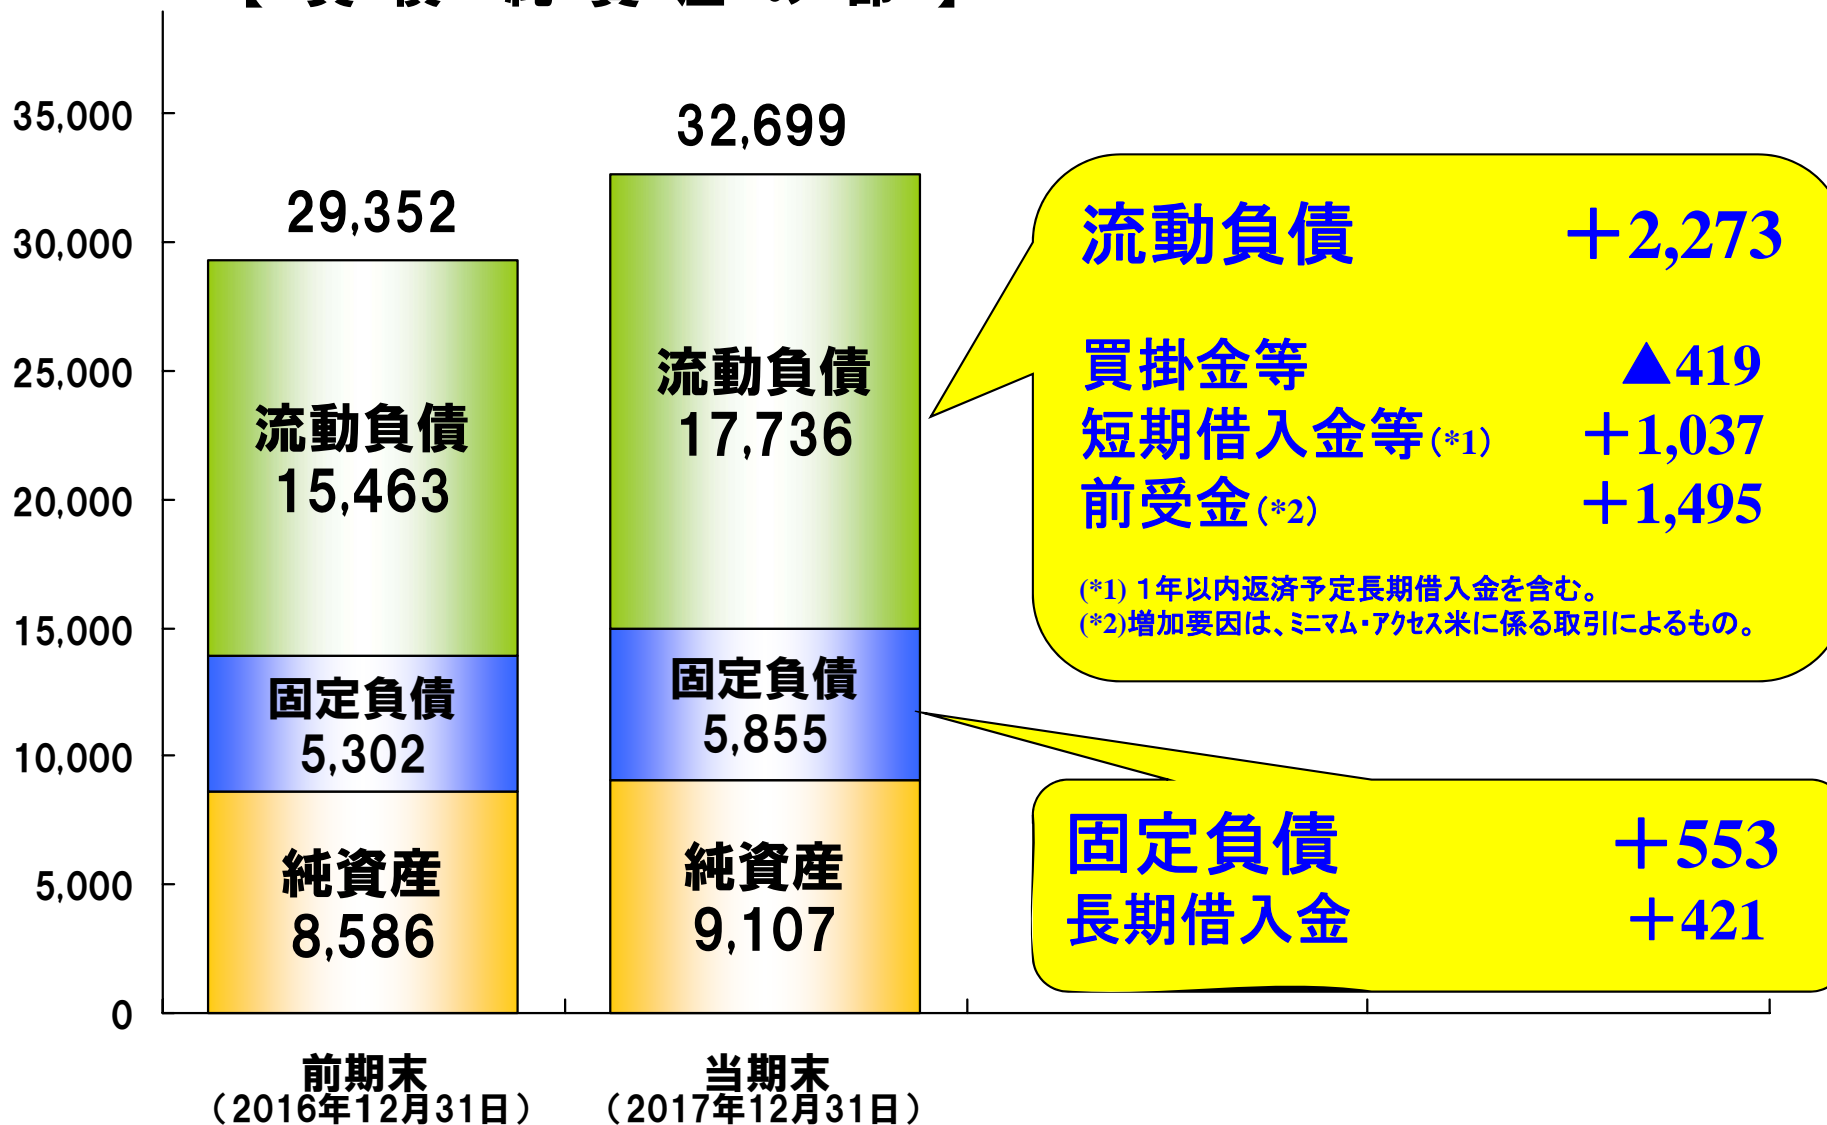 35,000
30,000
25,000
20,000
15,000
10,000
5,000
0
29,352
流動負債
15,463
固定負債
5,302
純資産
8,586
32,699
流動負債
17,736
固定負債
5,855
純資産
9,107
前期末
（2016年12月31日）
当期末
（2017年12月31日）
流動負債 ＋2,273
買掛金等 ▲419
短期借入金等（*1） ＋1,037
前受金（*2） ＋1,495
(*1) １年以内返済予定長期借入金を含む。
(*2)増加要因は、ﾐﾆﾏﾑ・ｱｸｾｽ米に係る取引によるもの。
固定負債 ＋553
長期借入金 ＋421